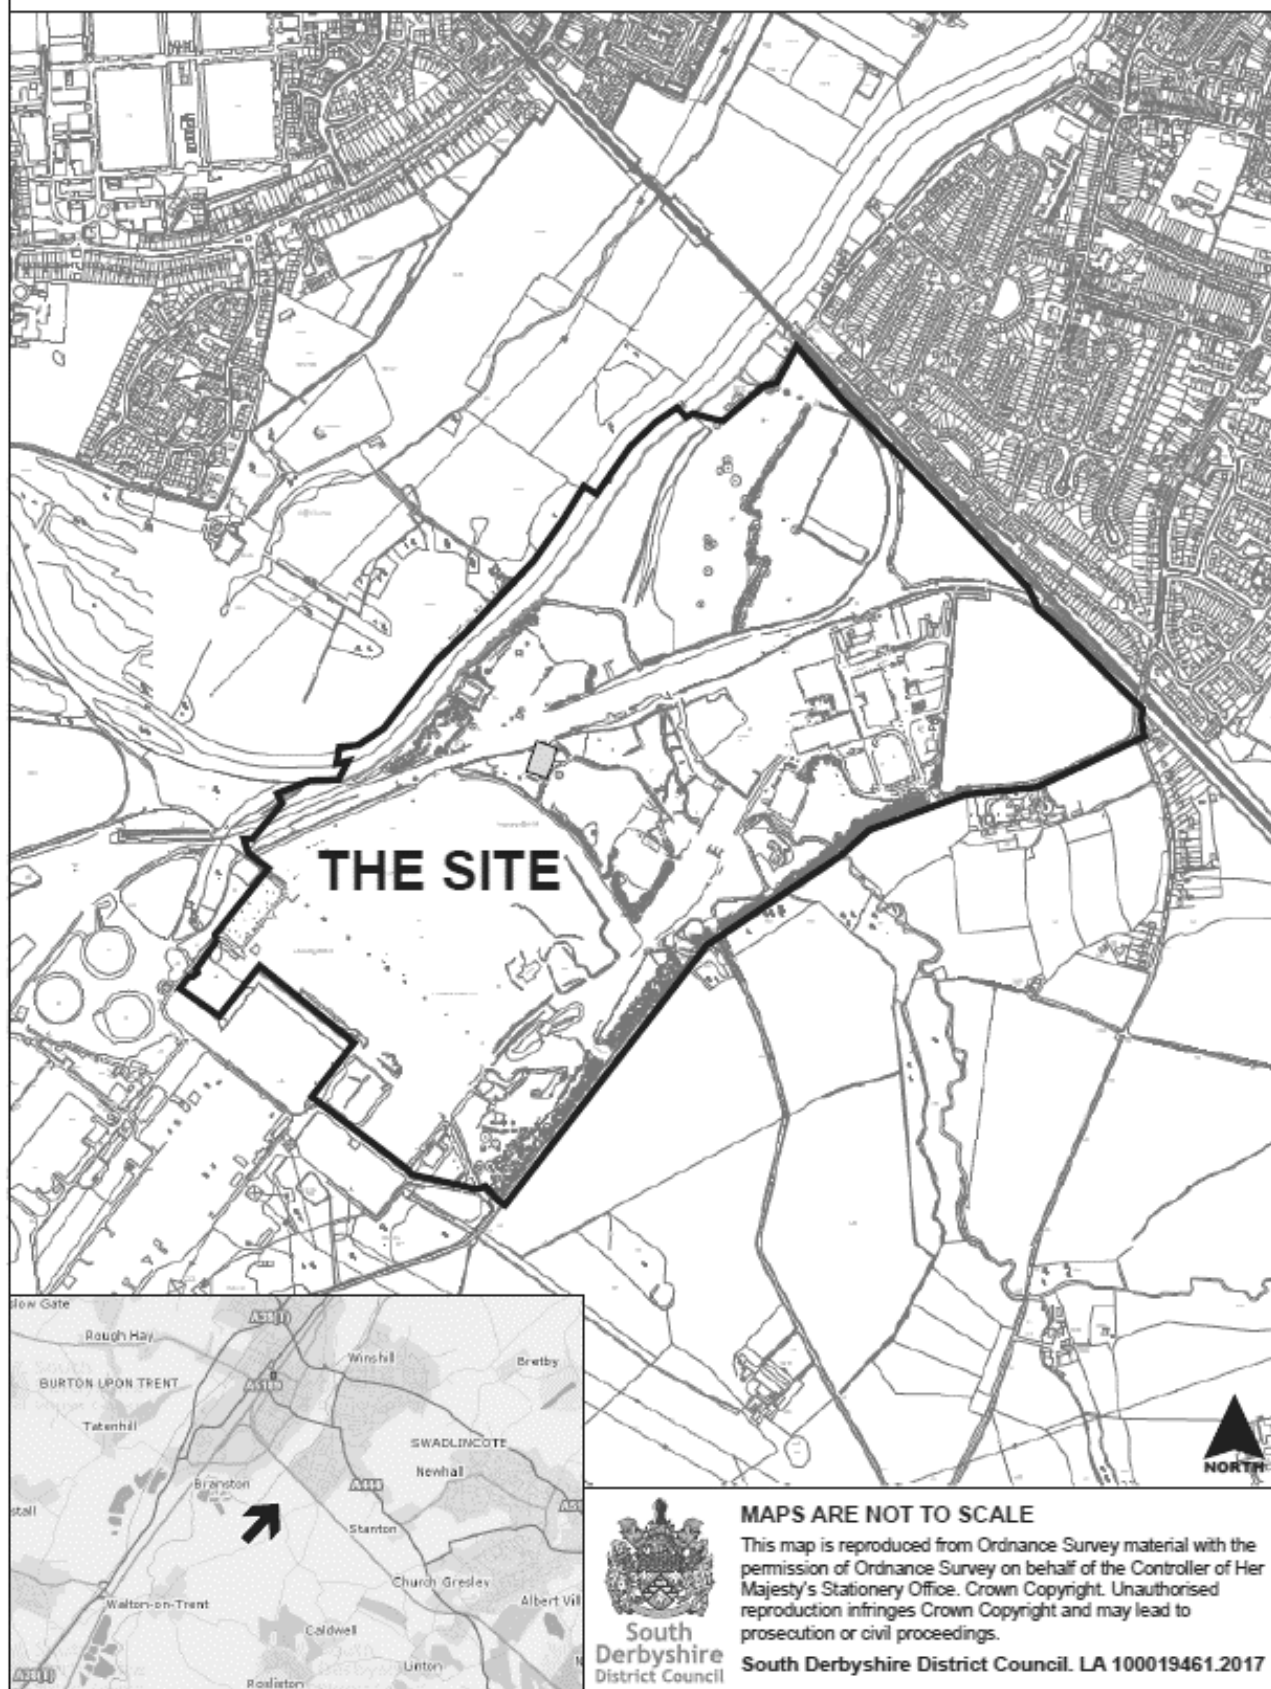 THE SITE
NORTH
Rough Hay
Winshill
Bretby
BURTON UPON TRENT
Tatenhill
SWADLINCOTE
Newhall
Branston
Stanton
Church Gresley
Walton-on-Trent
Caldwell
Linton
Rosliston
South
Derbyshire
District Council
MAPS ARE NOT TO SCALE
This map is reproduced from Ordnance Survey material with the
permission of Ordnance Survey on behalf of the Controller of Her
Majesty's Stationery Office. Crown Copyright. Unauthorised
reproduction infringes Crown Copyright and may lead to
prosecution or civil proceedings.
South Derbyshire District Council. LA 100019461.2017